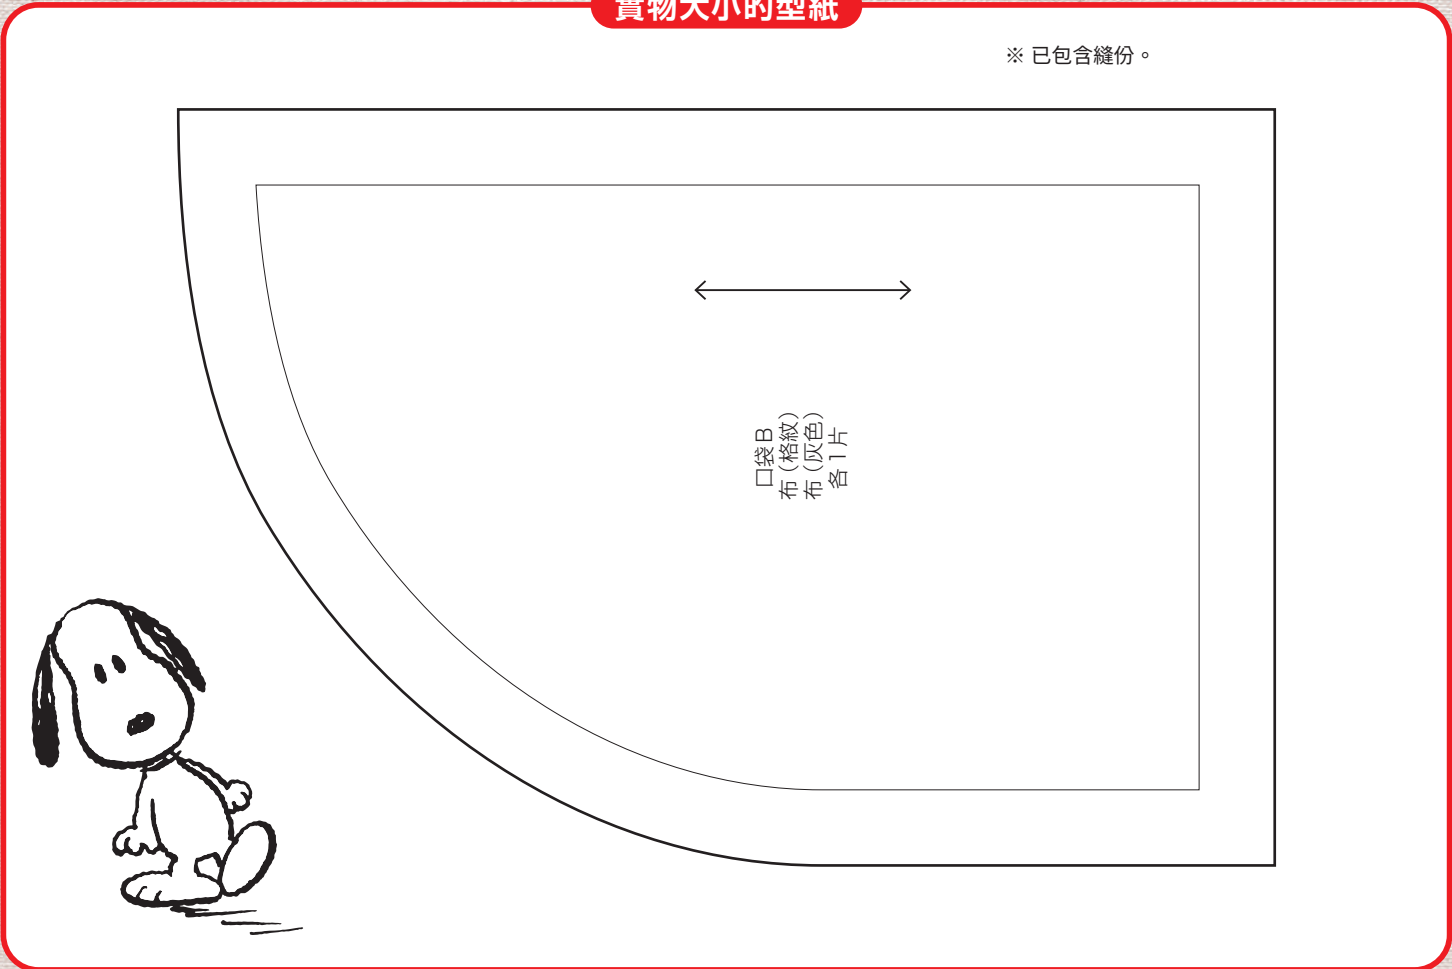 實物大小的型紙
※ 已包含縫份。
口袋 B
布（格紋）
布（灰色）
各 1 片